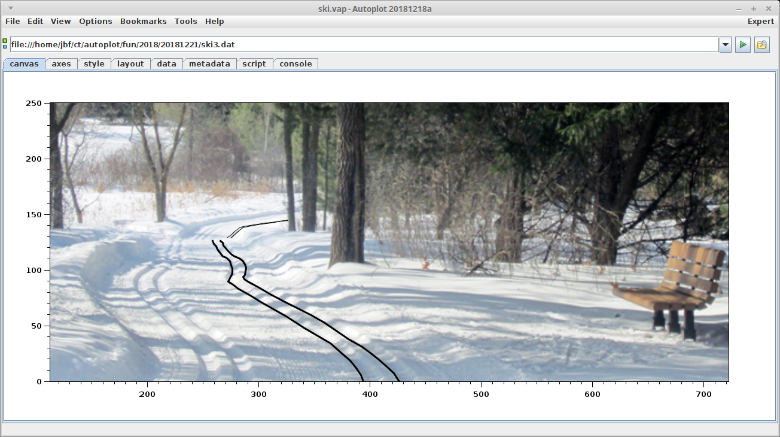 ski.vap - Autoplot 20181218a
File Edit View Options Bookmarks Tools Help Expert
file:///home/jbf/ct/autoplot/fun/2018/20181221/ski3.dat
canvas axes style layout data metadata script console
250
200
150
100
50
0
200 300 400 500 600 700